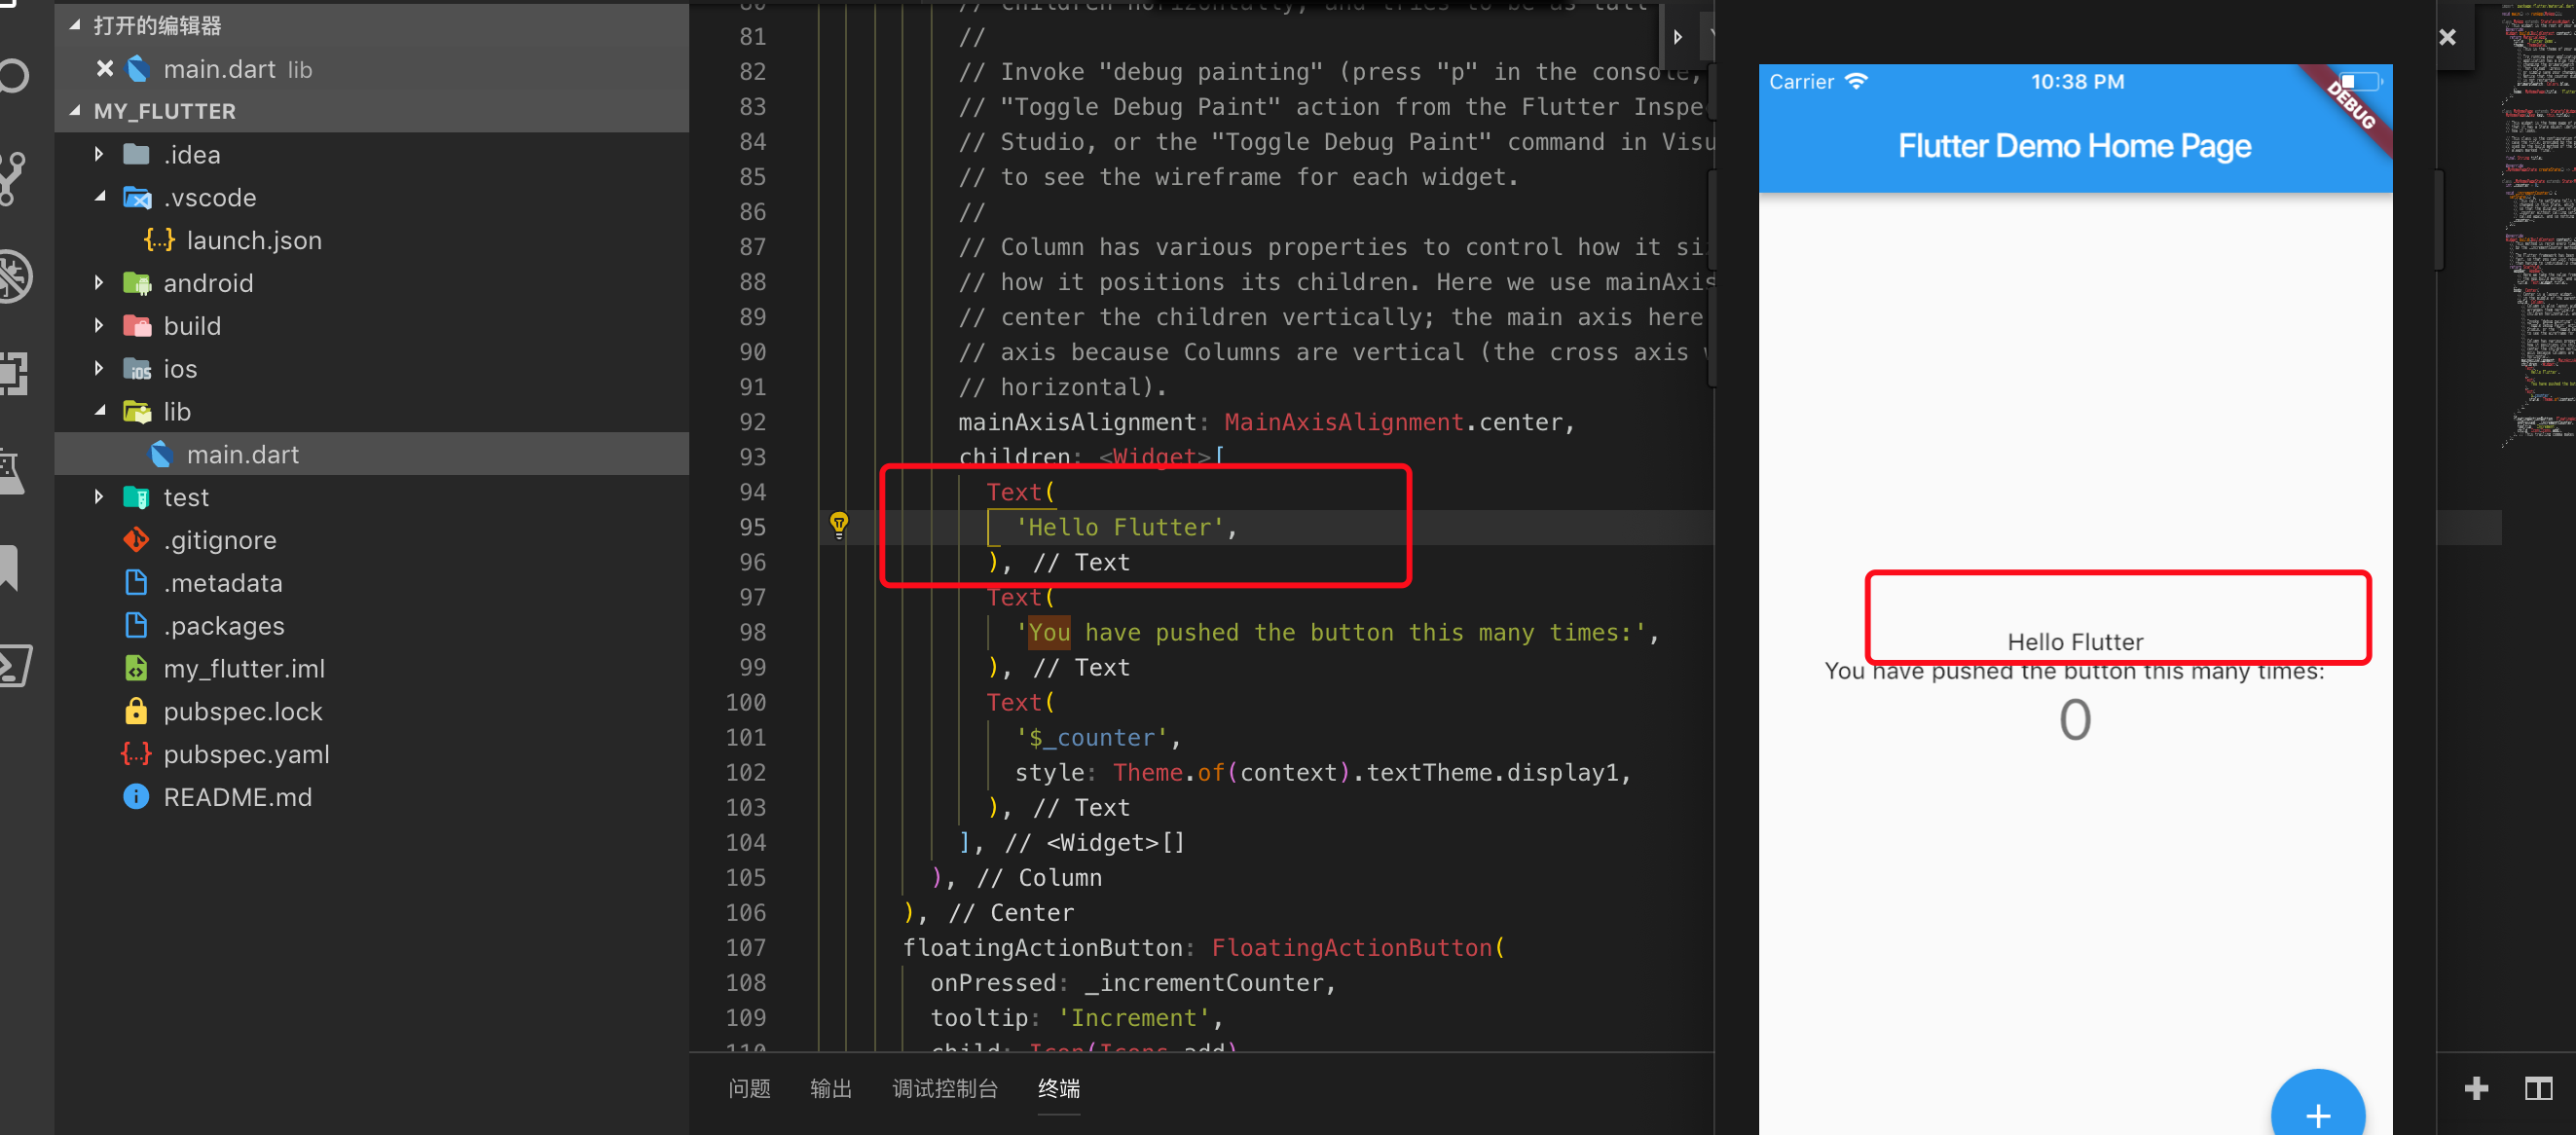 打开的编辑器
main.dart lib
MY_FLUTTER
.idea
.vscode
launch.json
android
build
ios
lib
main.dart
test
.gitignore
.metadata
.packages
my_flutter.iml
pubspec.lock
pubspec.yaml
README.md
81 //
82 // Invoke "debug painting" (press "p" in the console,
83 // "Toggle Debug Paint" action from the Flutter Inspe
84 // Studio, or the "Toggle Debug Paint" command in Visu
85 // to see the wireframe for each widget.
86 //
87 // Column has various properties to control how it si
88 // how it positions its children. Here we use mainAxis
89 // center the children vertically; the main axis here
90 // axis because Columns are vertical (the cross axis
91 // horizontal).
92 mainAxisAlignment: MainAxisAlignment.center,
93 children: <Widget>[
94 Text(
95 'Hello Flutter',
96 ), // Text
97 Text(
98 'You have pushed the button this many times:',
99 ), // Text
100 Text(
101 '$_counter',
102 style: Theme.of(context).textTheme.display1,
103 ), // Text
104 ], // <Widget>[]
105 ), // Column
106 ), // Center
107 floatingActionButton: FloatingActionButton(
108 onPressed: _incrementCounter,
109 tooltip: 'Increment',
110 child: Icon(Icons.add)
问题 输出 调试控制台 终端
Carrier 10:38 PM
DEBUG
Flutter Demo Home Page
Hello Flutter
You have pushed the button this many times:
0